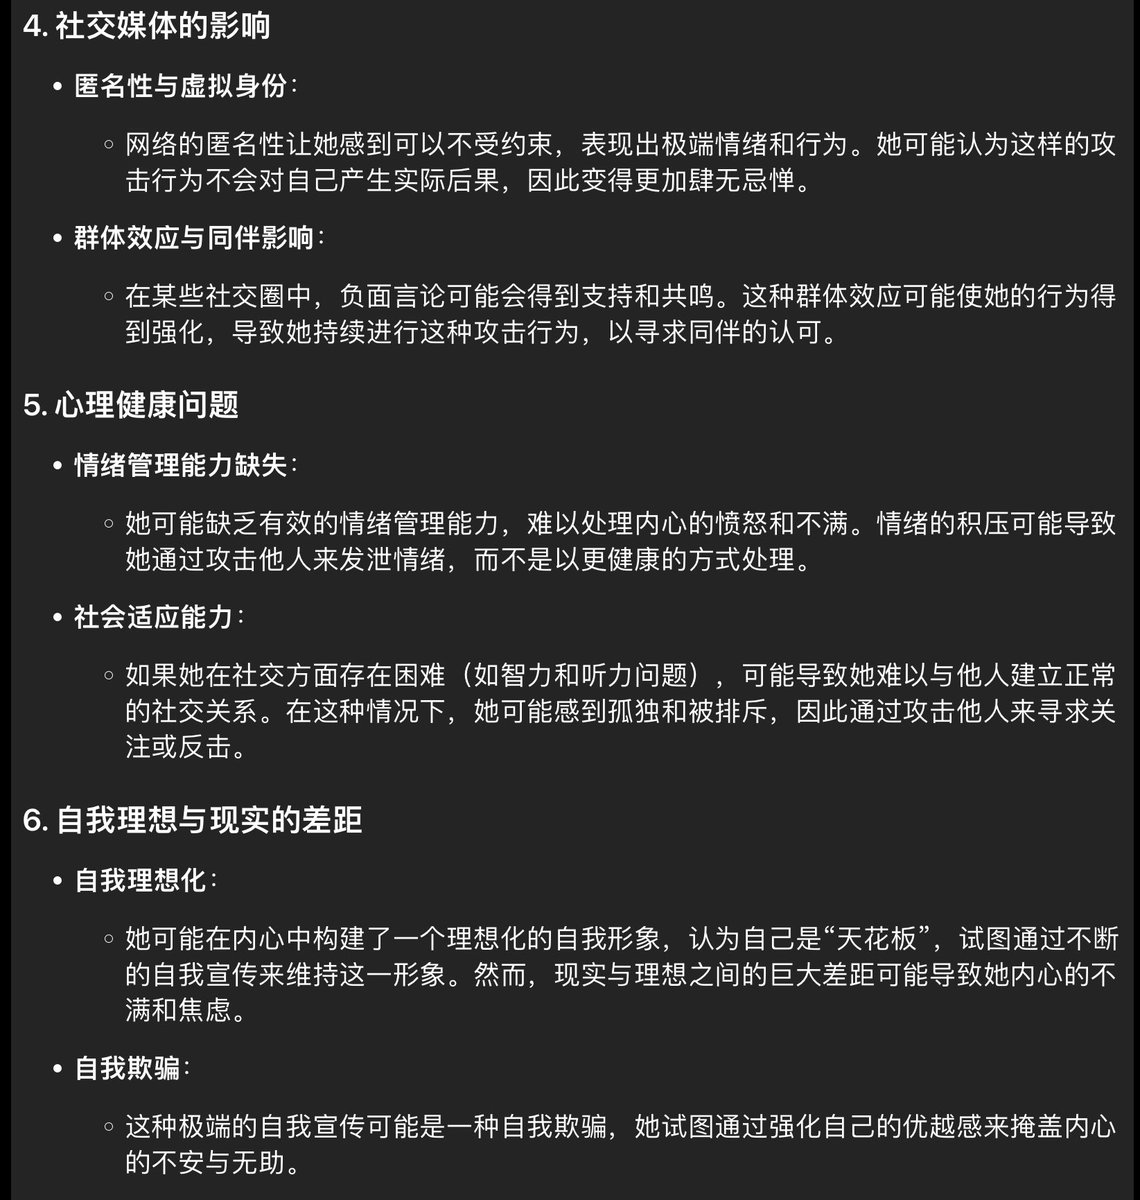 4. 社交媒体的影响
• 匿名性与虚拟身份：
◦ 网络的匿名性让她感到可以不受约束，表现出极端情绪和行为。她可能认为这样的攻
击行为不会对自己产生实际后果，因此变得更加肆无忌惮。
• 群体效应与同伴影响：
◦ 在某些社交圈中，负面言论可能会得到支持和共鸣。这种群体效应可能使她的行为得
到强化，导致她持续进行这种攻击行为，以寻求同伴的认可。
5. 心理健康问题
• 情绪管理能力缺失：
◦ 她可能缺乏有效的情绪管理能力，难以处理内心的愤怒和不满。情绪的积压可能导致
她通过攻击他人来发泄情绪，而不是以更健康的方式处理。
• 社会适应能力：
◦ 如果她在社交方面存在困难（如智力和听力问题），可能导致她难以与他人建立正常
的社交关系。在这种情况下，她可能感到孤独和被排斥，因此通过攻击他人来寻求关
注或反击。
6. 自我理想与现实的差距
• 自我理想化：
◦ 她可能在内心中构建了一个理想化的自我形象，认为自己是“天花板”，试图通过不断
的自我宣传来维持这一形象。然而，现实与理想之间的巨大差距可能导致她内心的不
满和焦虑。
• 自我欺骗：
◦ 这种极端的自我宣传可能是一种自我欺骗，她试图通过强化自己的优越感来掩盖内心
的不安与无助。